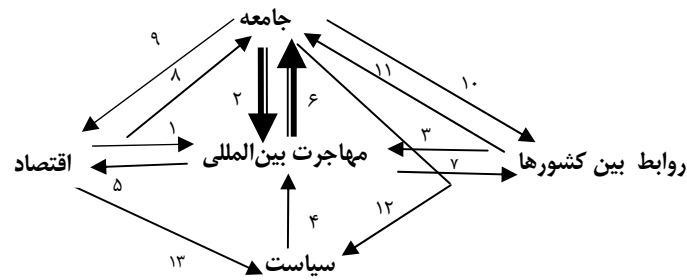 جامعه
۹
۸
۲
۶
۱۱
۱۰
۱
۳
اقتصاد
مهاجرت بین‌المللی
روابط بین کشورها
۵
۷
۴
۱۲
۱۳
سیاست